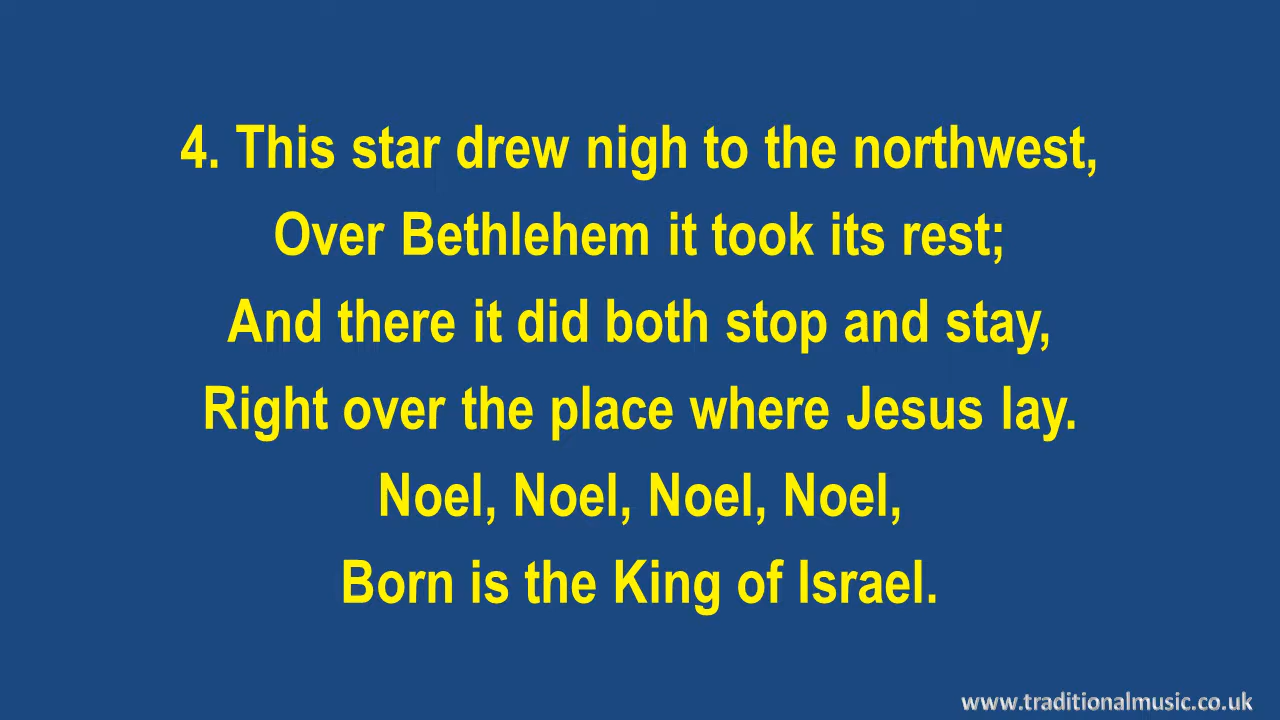 4. This star drew nigh to the northwest,
Over Bethlehem it took its rest;
And there it did both stop and stay,
Right over the place where Jesus lay.
Noel, Noel, Noel, Noel,
Born is the King of Israel.
www.traditionalmusic.co.uk